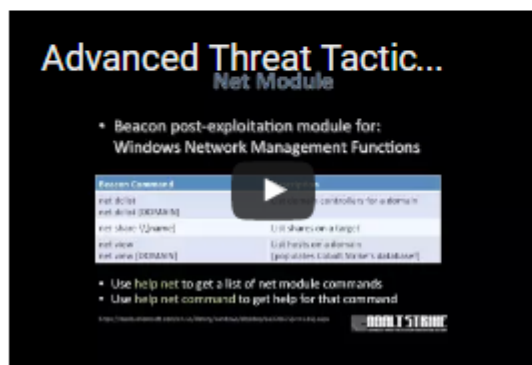 Advanced Threat Tactic...
Net Module
• Beacon post-exploitation module for:
Windows Network Management Functions
Beacon Command
net dclist
controllers for a domain
net dclist [DOMAIN]
net share \\[name]
List shares on a target
net view
List hosts on a domain
net view [DOMAIN]
[populates Cobalt Strike's database!]
• Use help net to get a list of net module commands
• Use help net command to get help for that command
COBALT STRIKE